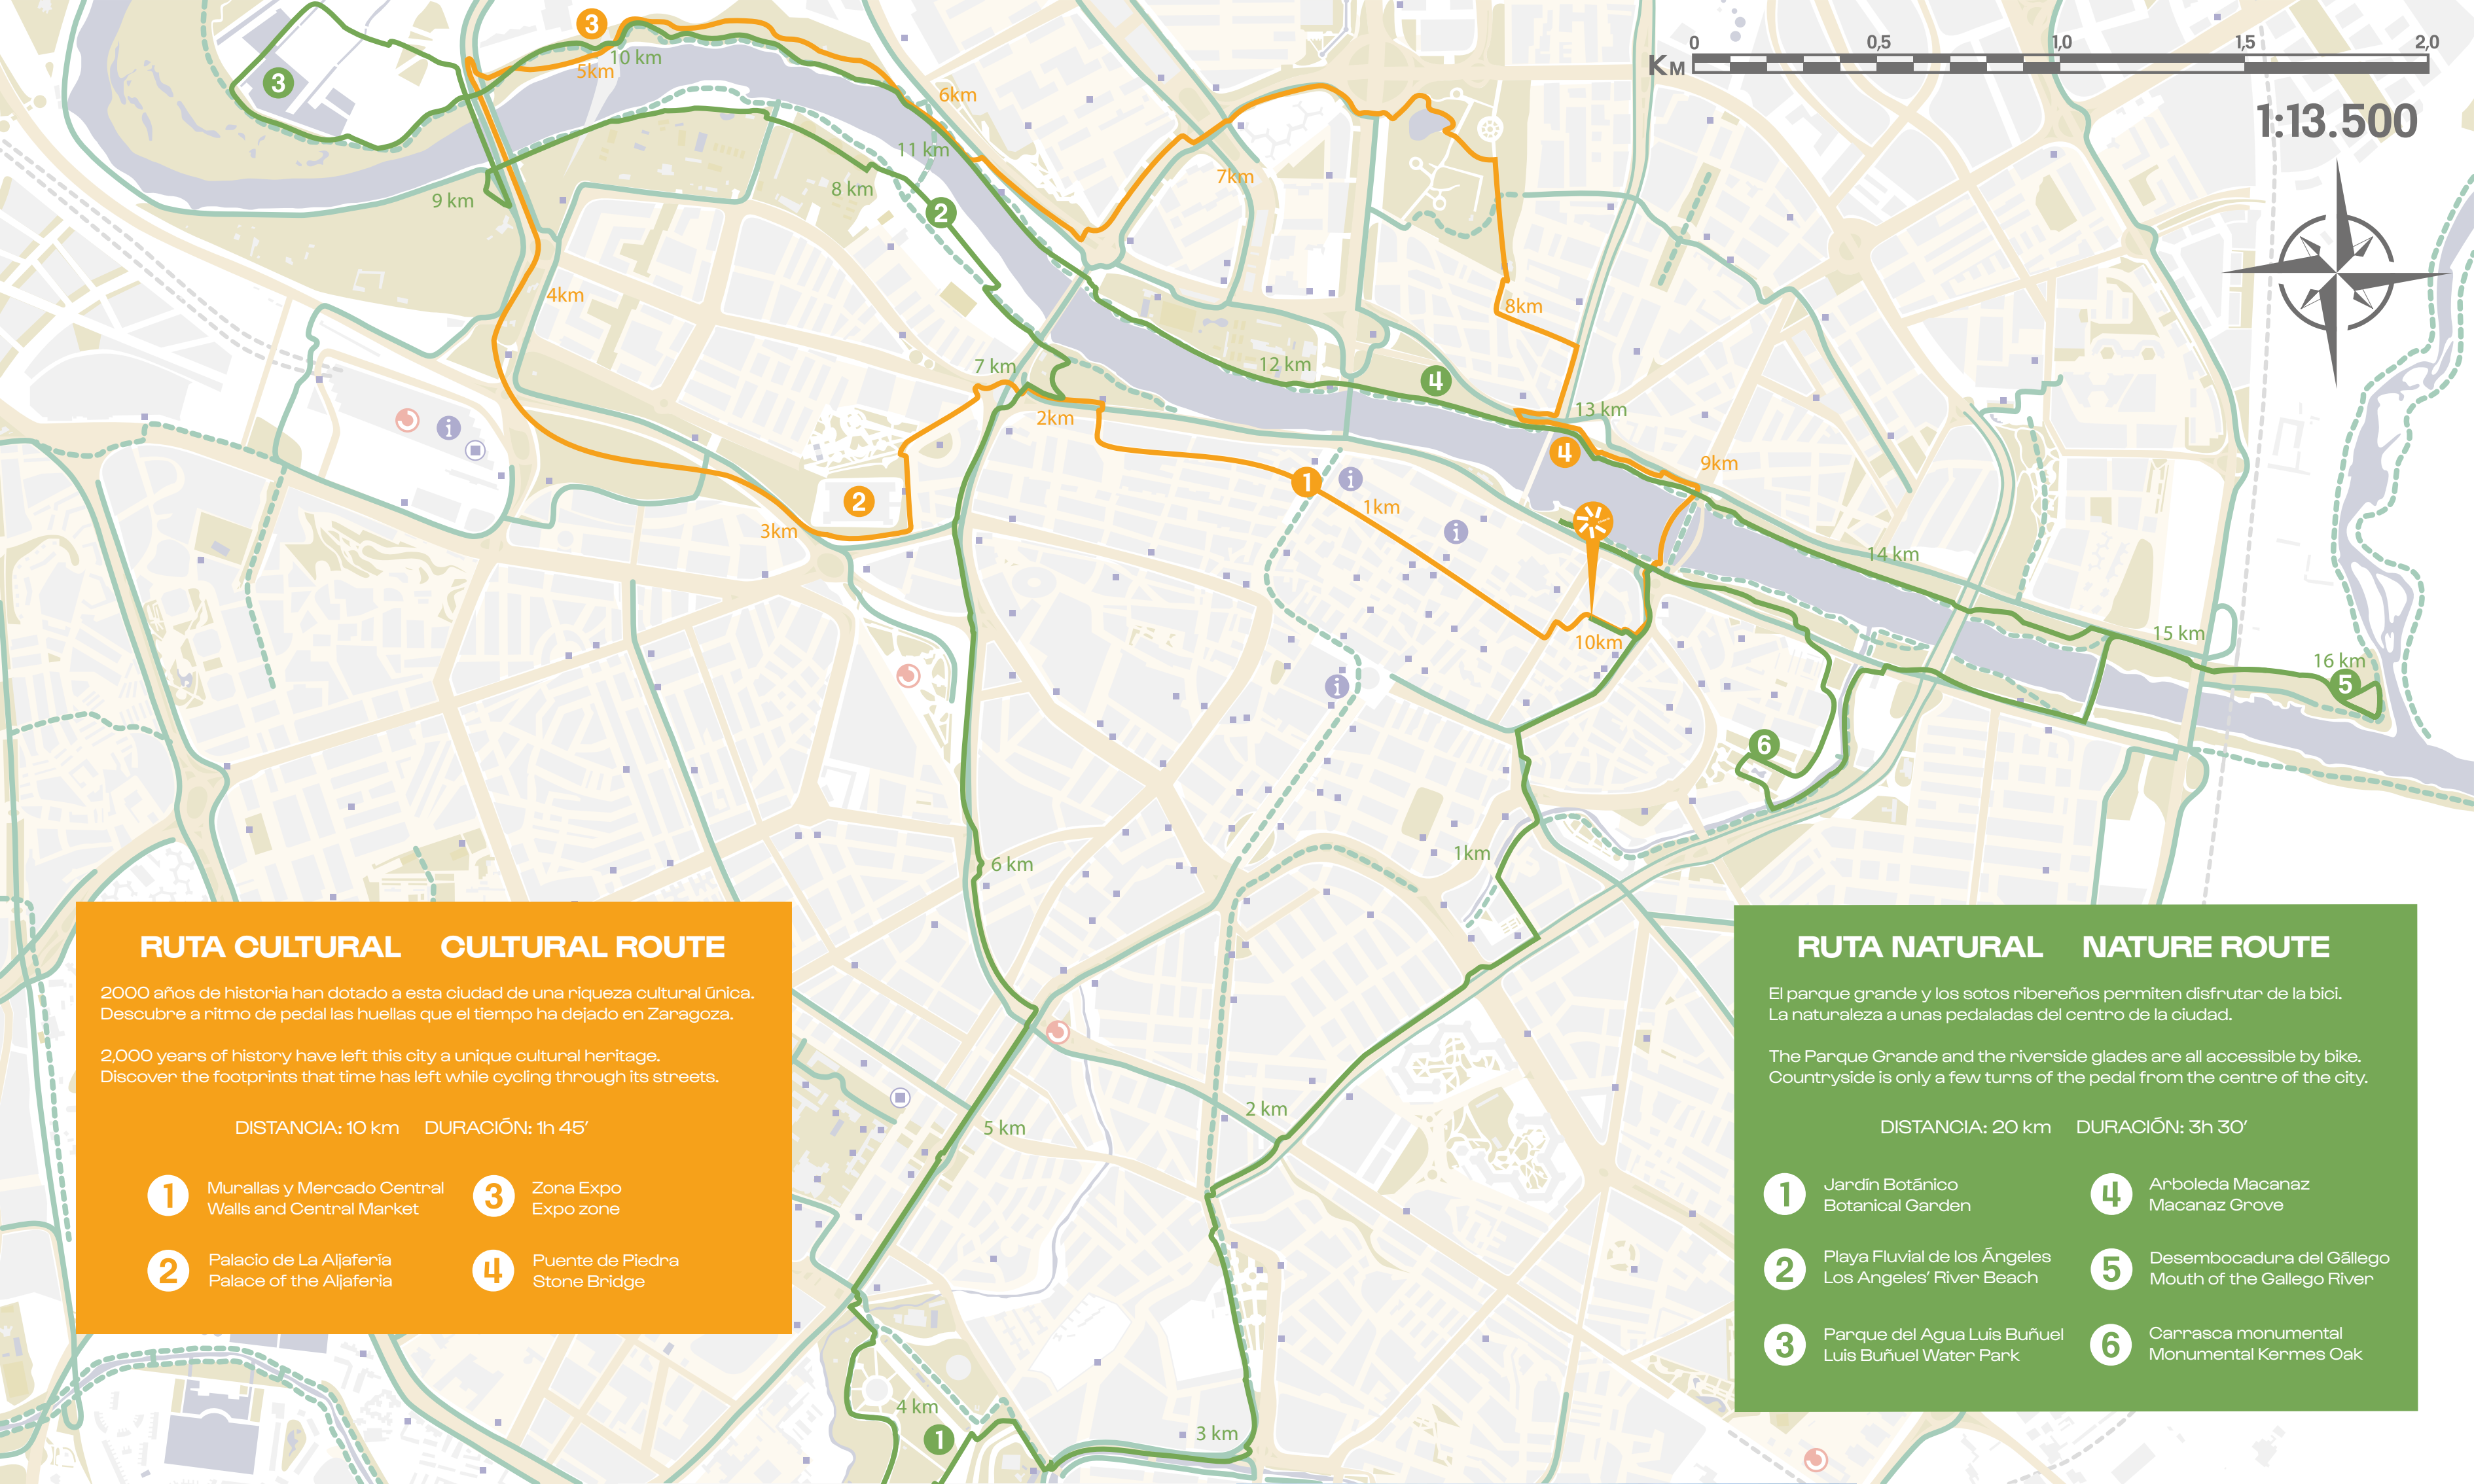 3
10 km
5km
3
6km
0 0,5 1,0 1,5 2,0
KM
1:13.500
11 km
7km
8 km
9 km
2
4km
8km
7 km
12 km
4
13 km
2km
4
9km
1
1km
2
3km
14 km
10km
15 km
16 km
5
6
1km
6 km
2 km
5 km
4 km
1
3 km
RUTA CULTURAL CULTURAL ROUTE
2000 años de historia han dotado a esta ciudad de una riqueza cultural única.
Descubre a ritmo de pedal las huellas que el tiempo ha dejado en Zaragoza.
2,000 years of history have left this city a unique cultural heritage.
Discover the footprints that time has left while cycling through its streets.
DISTANCIA: 10 km DURACIÓN: 1h 45'
1 Murallas y Mercado Central
Walls and Central Market
2 Palacio de La Aljafería
Palace of the Aljaferia
3 Zona Expo
Expo zone
4 Puente de Piedra
Stone Bridge
RUTA NATURAL NATURE ROUTE
El parque grande y los sotos ribereños permiten disfrutar de la bici.
La naturaleza a unas pedaladas del centro de la ciudad.
The Parque Grande and the riverside glades are all accessible by bike.
Countryside is only a few turns of the pedal from the centre of the city.
DISTANCIA: 20 km DURACIÓN: 3h 30'
1 Jardín Botánico
Botanical Garden
2 Playa Fluvial de los Ángeles
Los Angeles' River Beach
3 Parque del Agua Luis Buñuel
Luis Buñuel Water Park
4 Arboleda Macanaz
Macanaz Grove
5 Desembocadura del Gállego
Mouth of the Gallego River
6 Carrasca monumental
Monumental Kermes Oak